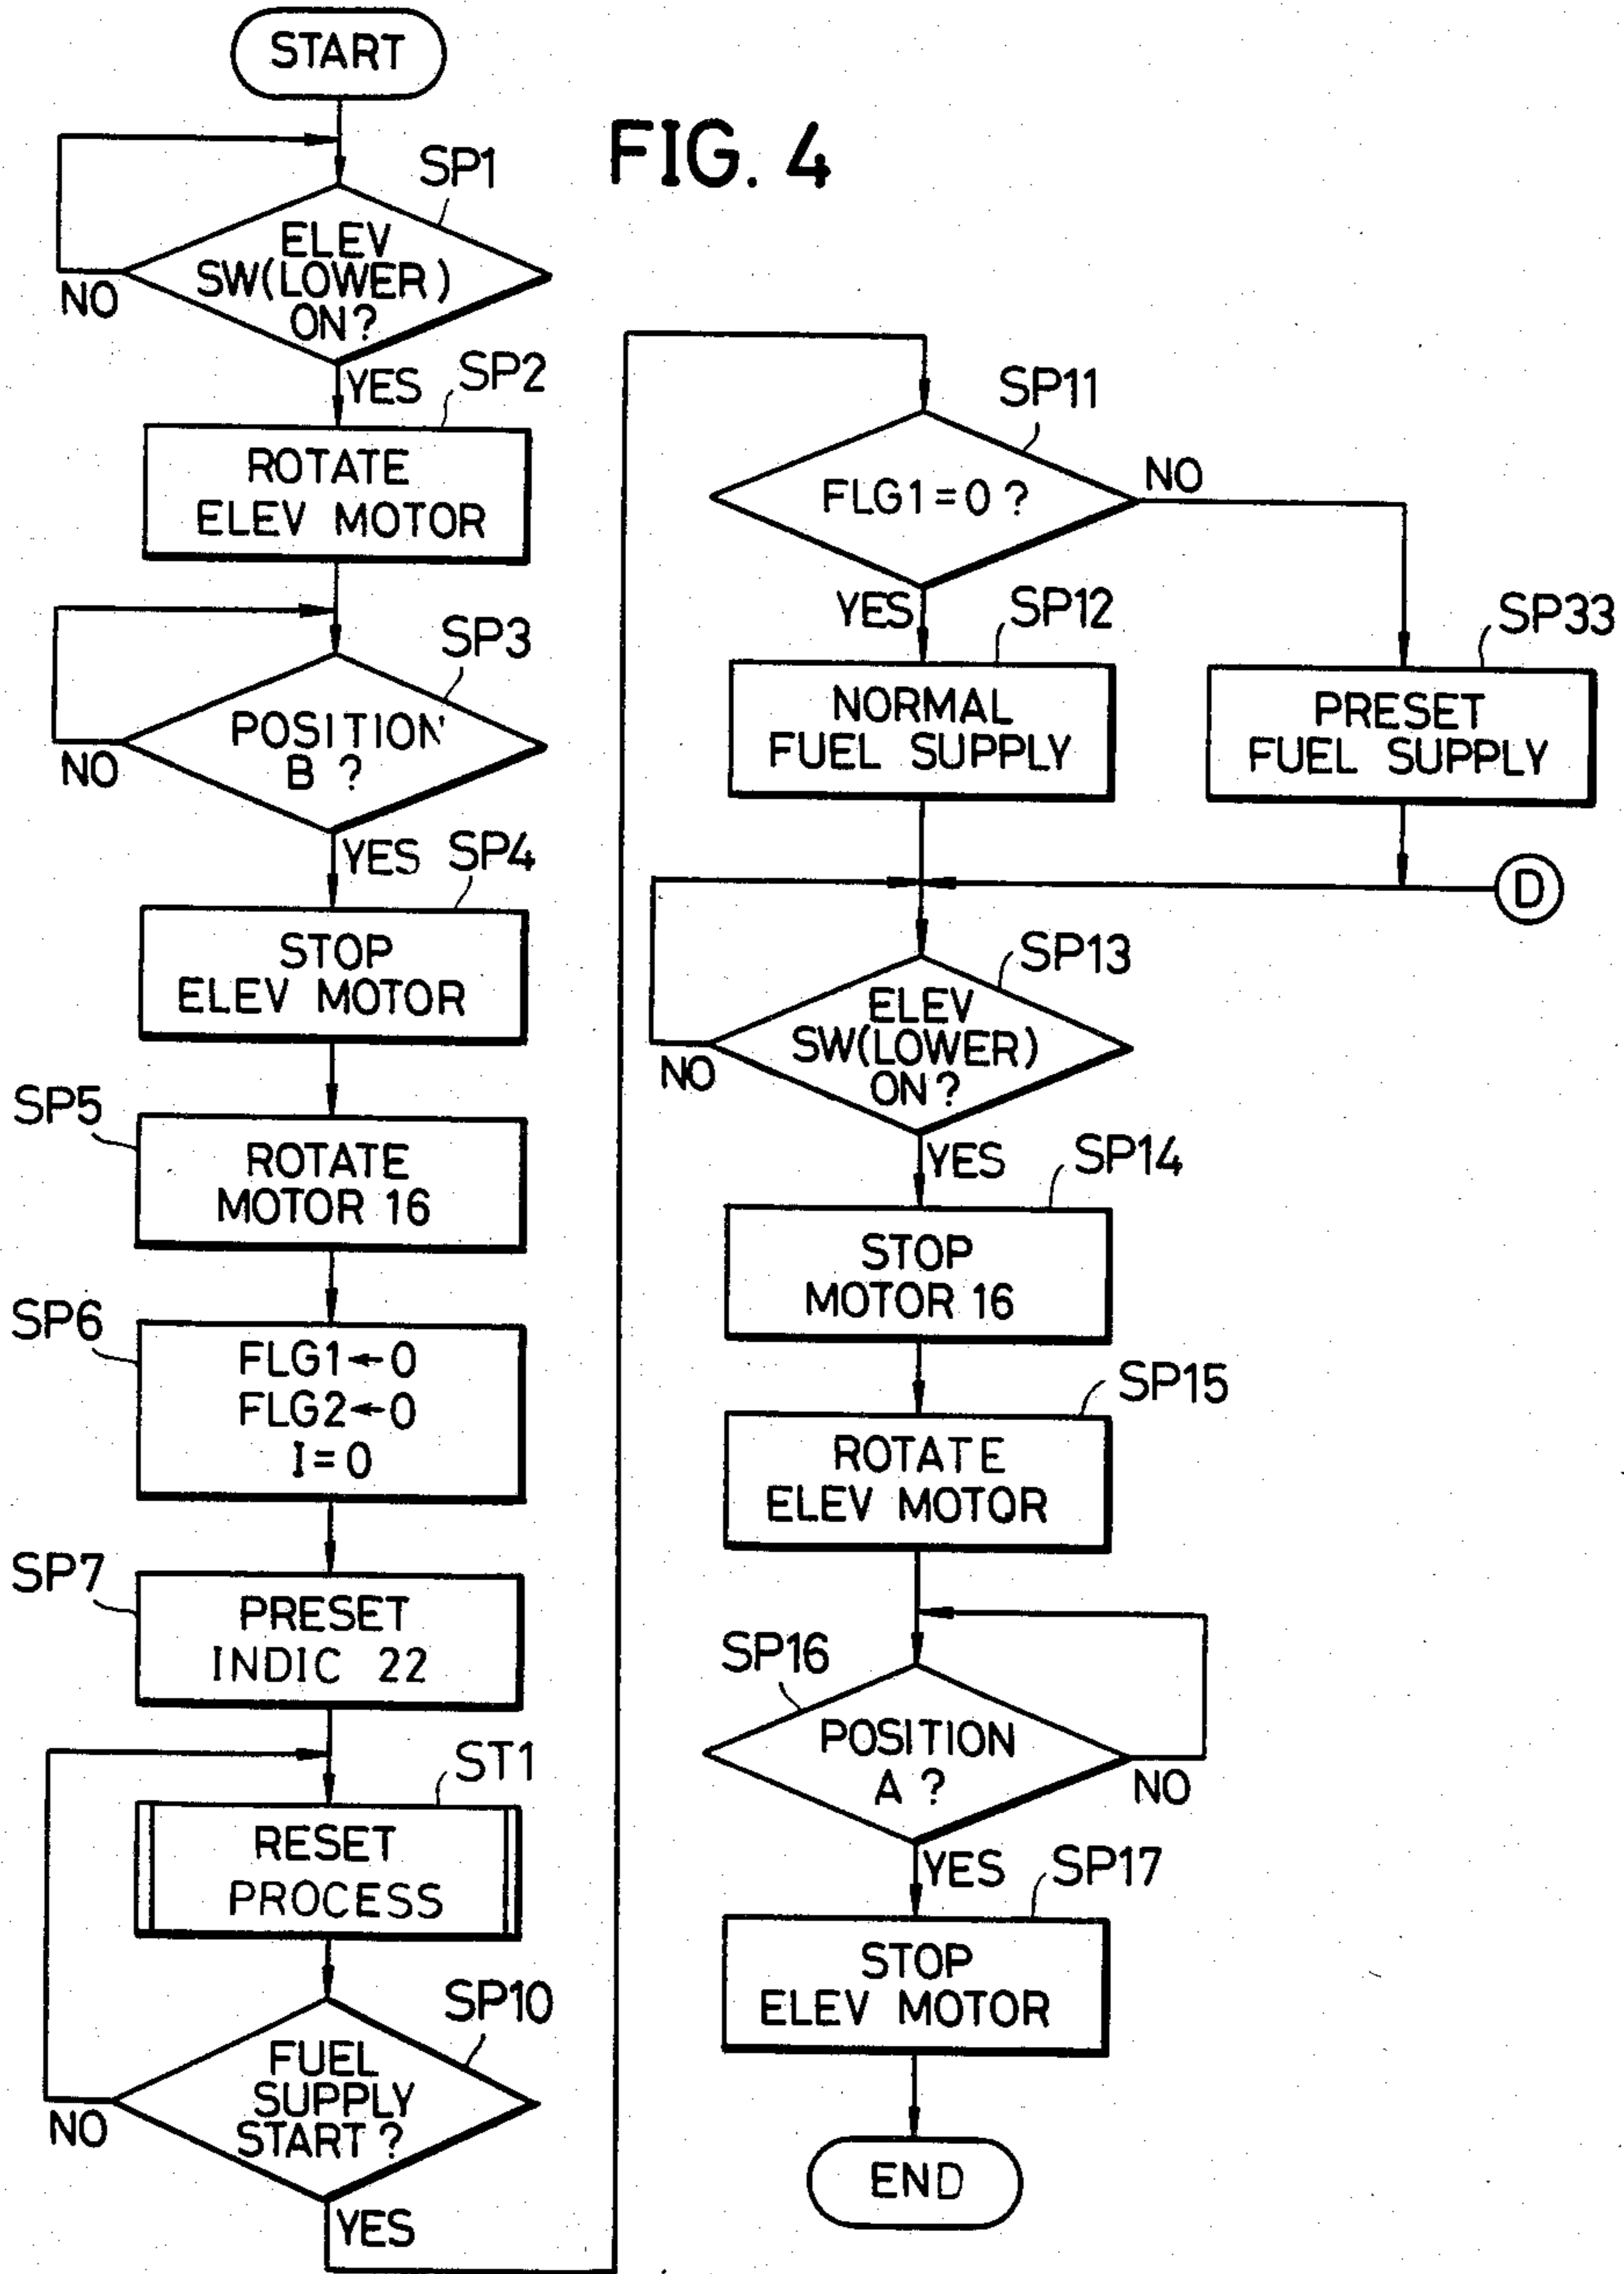 START
FIG. 4
SP1
ELEV
SW(LOWER)
ON?
NO
YES
SP2
ROTATE
ELEV MOTOR
SP3
POSITION
B ?
NO
YES
SP4
STOP
ELEV MOTOR
SP5
ROTATE
MOTOR 16
SP6
FLG1←0
FLG2←0
I=0
SP7
PRESET
INDIC 22
ST1
RESET
PROCESS
SP10
FUEL
SUPPLY
START ?
NO
YES
SP11
FLG1=0 ?
NO
YES
SP12
NORMAL
FUEL SUPPLY
SP33
PRESET
FUEL SUPPLY
D
SP13
ELEV
SW(LOWER)
ON?
NO
YES
SP14
STOP
MOTOR 16
SP15
ROTATE
ELEV MOTOR
SP16
POSITION
A ?
NO
YES
SP17
STOP
ELEV MOTOR
END